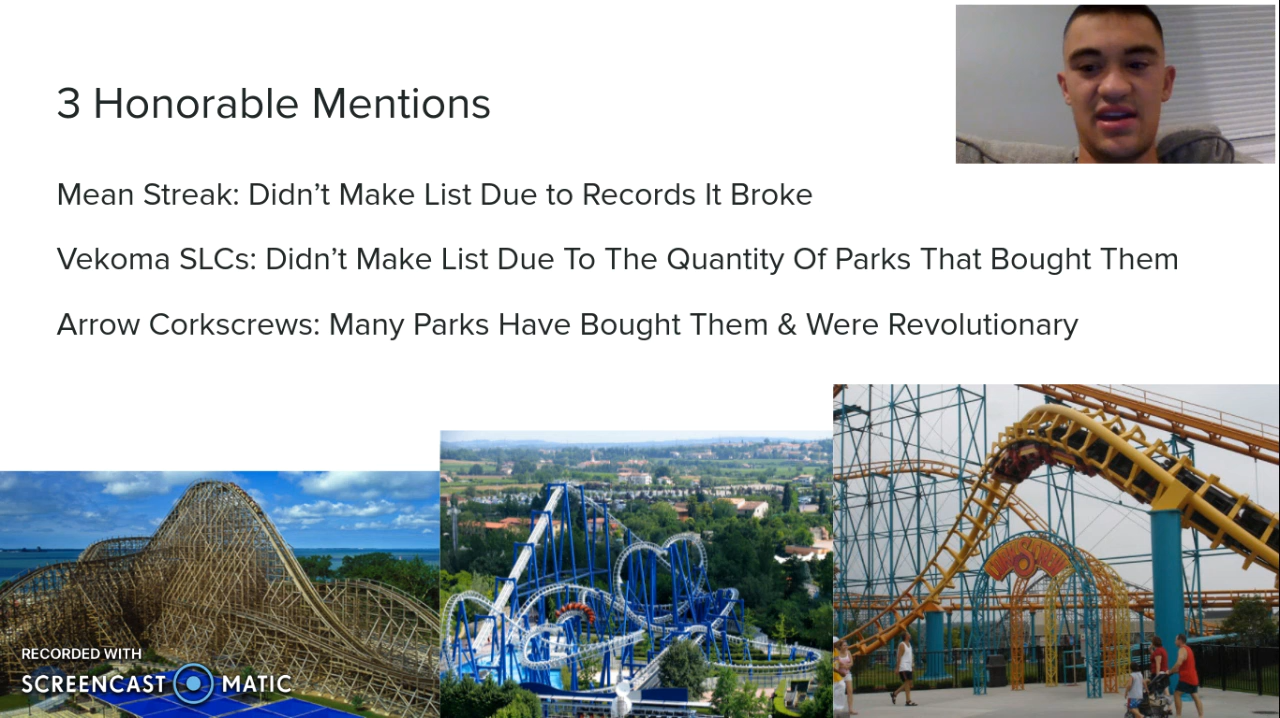 3 Honorable Mentions
Mean Streak: Didn’t Make List Due to Records It Broke
Vekoma SLCs: Didn’t Make List Due To The Quantity Of Parks That Bought Them
Arrow Corkscrews: Many Parks Have Bought Them & Were Revolutionary
RECORDED WITH
SCREENCAST MATIC